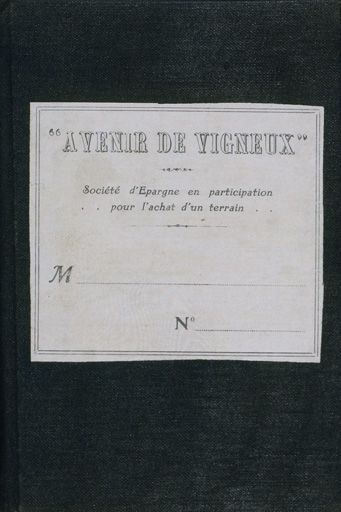 "AVENIR DE VIGNEUX"
Société d'Epargne en participation
. . pour l'achat d'un terrain . .
M
N°